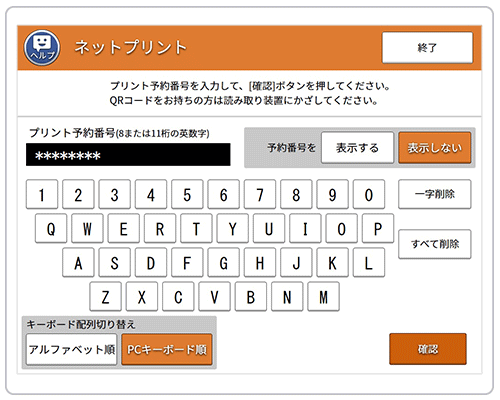 ヘルプ
ネットプリント
終了
プリント予約番号を入力して、[確認]ボタンを押してください。
QRコードをお持ちの方は読み取り装置にかざしてください。
プリント予約番号(8または11桁の英数字)
********
予約番号を 表示する 表示しない
1 2 3 4 5 6 7 8 9 0 一字削除
Q W E R T Y U I O P
すべて削除
A S D F G H J K L
Z X C V B N M
キーボード配列切り替え
アルファベット順 PCキーボード順
確認